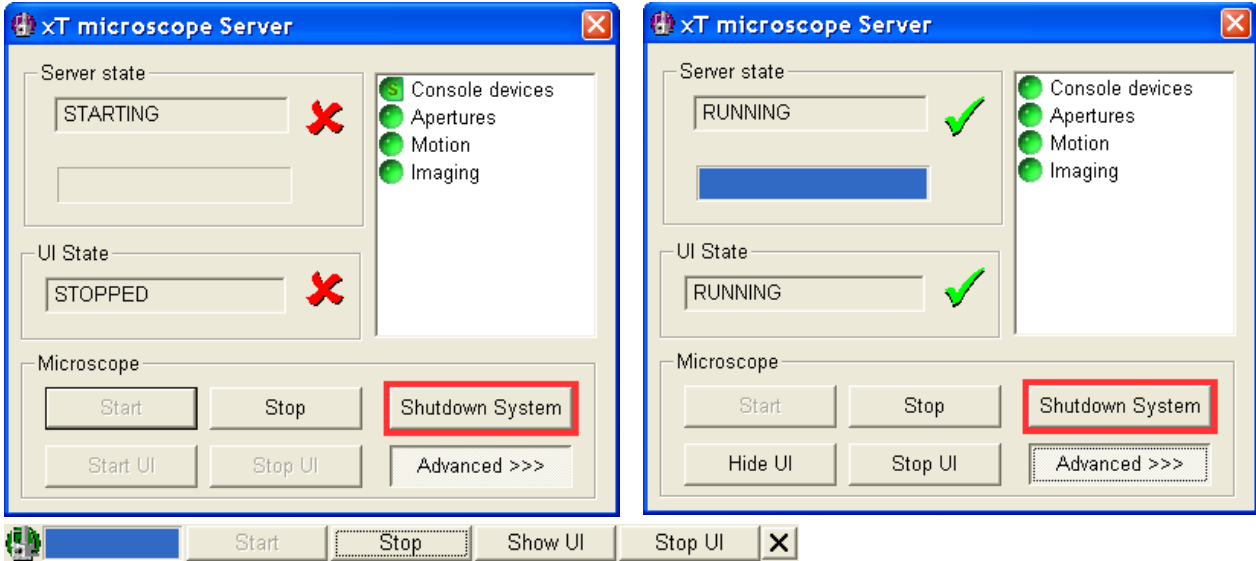 xT microscope Server
Server state
STARTING
S Console devices
Apertures
Motion
Imaging
UI State
STOPPED
Microscope
Start Stop Shutdown System
Start UI Stop UI Advanced >>>
xT microscope Server
Server state
RUNNING
Console devices
Apertures
Motion
Imaging
UI State
RUNNING
Microscope
Start Stop Shutdown System
Hide UI Stop UI Advanced >>>
Start Stop Show UI Stop UI